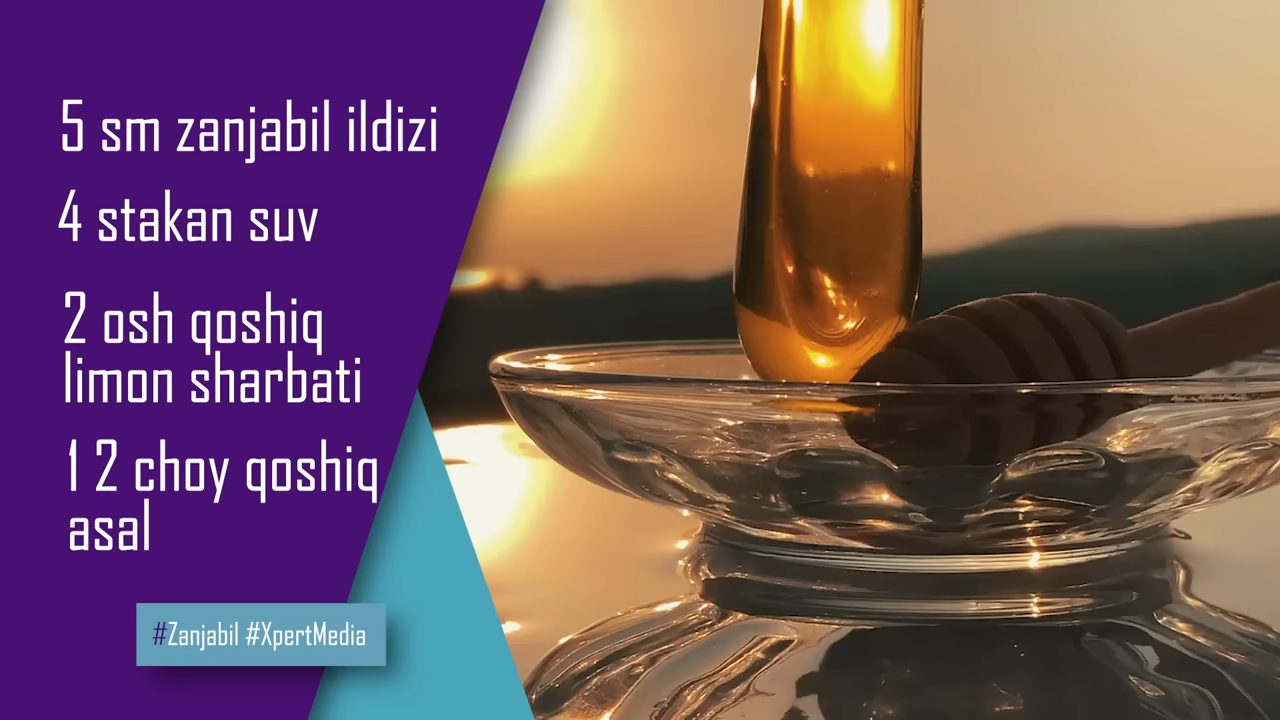 5 sm zanjabil ildizi
4 stakan suv
2 osh qoshiq
limon sharbati
1 2 choy qoshiq
asal
#Zanjabil #XpertMedia